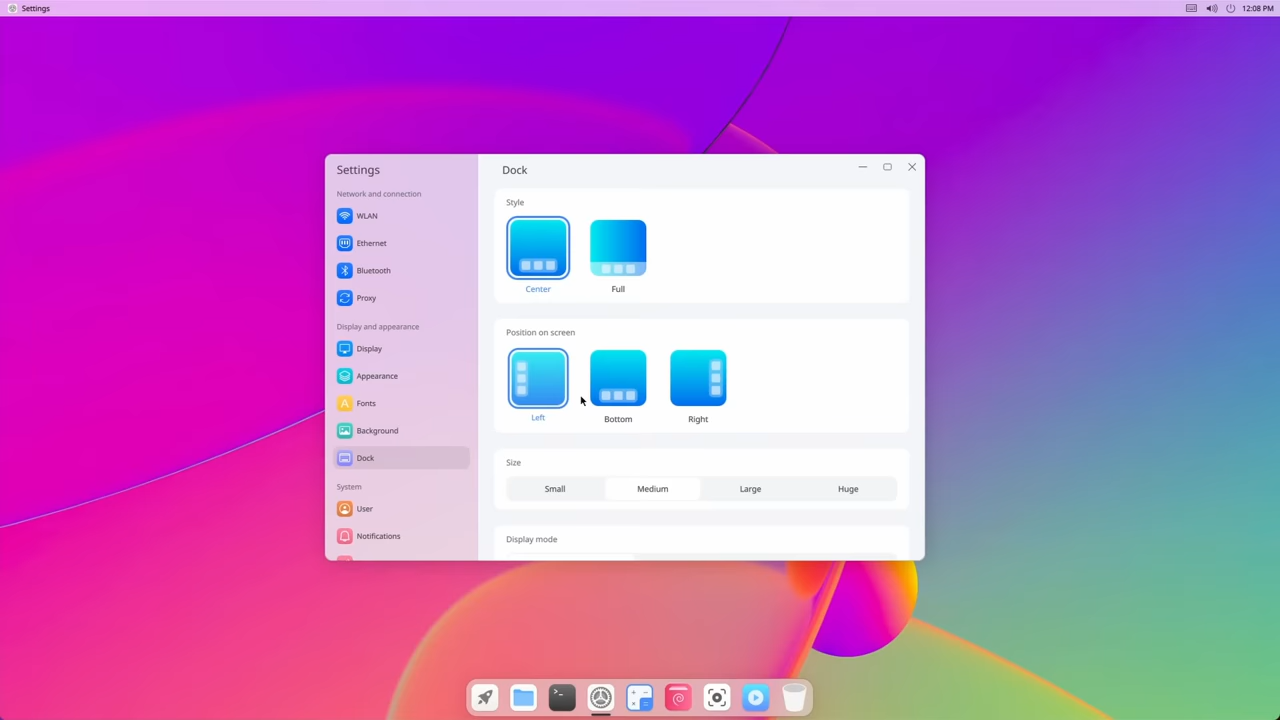 Settings
12:08 PM
Settings
Network and connection
WLAN
Ethernet
Bluetooth
Proxy
Display and appearance
Display
Appearance
Fonts
Background
Dock
System
User
Notifications
Dock
Style
Center
Full
Position on screen
Left
Bottom
Right
Size
Small
Medium
Large
Huge
Display mode